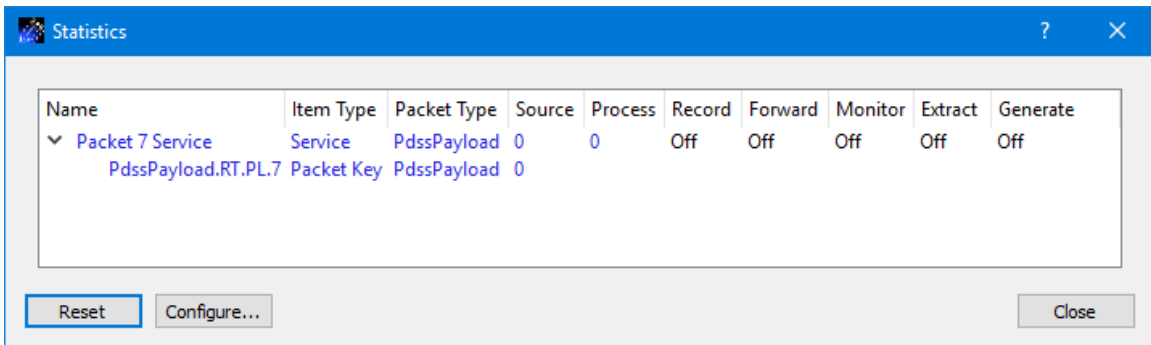 Statistics ?
Name Item Type Packet Type Source Process Record Forward Monitor Extract Generate
Packet 7 Service Service PdssPayload 0 0 Off Off Off Off Off
PdssPayload.RT.PL.7 Packet Key PdssPayload 0
Reset Configure... Close